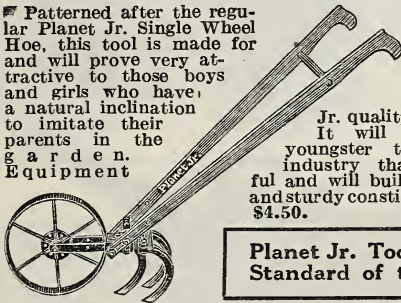 ☛ Patterned after the regu-
lar Planet Jr. Single Wheel
Hoe, this tool is made for
and will prove very at-
tractive to those boys
and girls who have
a natural inclination
to imitate their
parents in the
garden.
Equipment
Planet Jr.
Jr. qualit
It will
youngster t
industry tha
ful and will buil
and sturdy consti
$4.50.
Planet Jr. Too
Standard of t